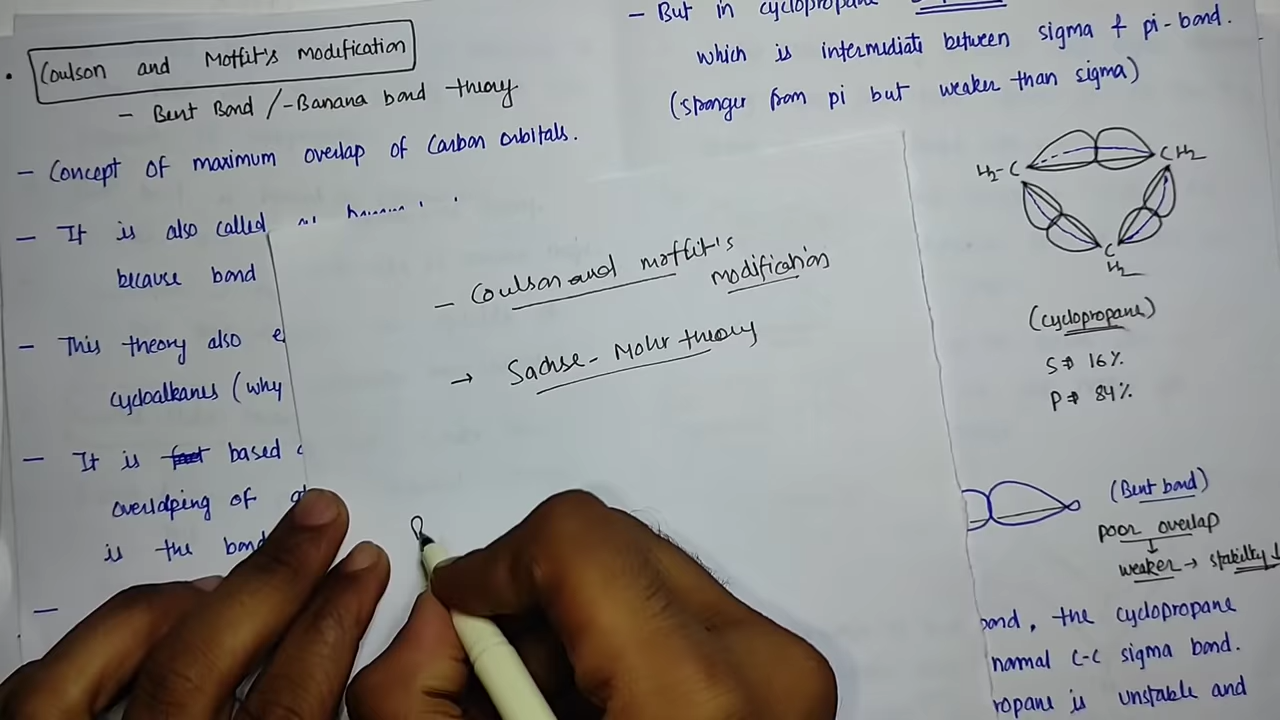 Coulson and Moffit's modification
- Bent Bond /-Banana bond theory
- Concept of maximum overlap of Carbon orbitals.
- It is also called
because bond
- This theory also e
cycloalkanes (why
- It is based
overlaping of
is the bond
-
- Coulson and moffit's
modification
→ Sachse - Mohr theory
- But in cyclopropane
which is intermediate between sigma & pi-bond.
(stronger from pi but weaker than sigma)
H2-C
CH2
C
H2
(cyclopropane)
S ⇒ 16%
P ⇒ 84%
(Bent bond)
poor overlap
weaker → stability ↓
bond, the cyclopropane
normal C-C sigma bond.
ropane is unstable and